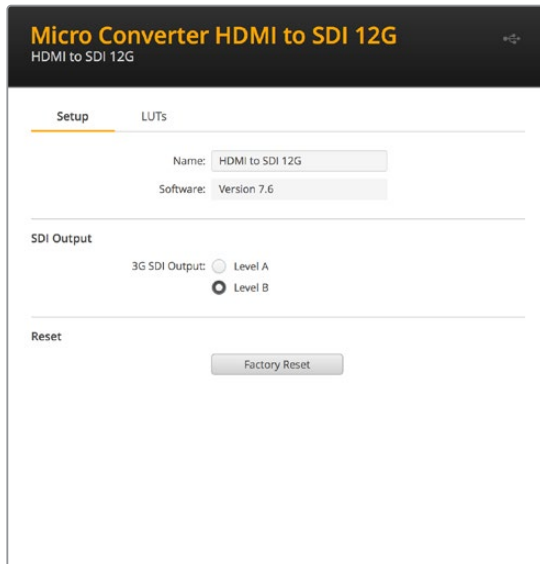 Micro Converter HDMI to SDI 12G
HDMI to SDI 12G
Setup LUTs
Name: HDMI to SDI 12G
Software: Version 7.6
SDI Output
3G SDI Output: Level A
Level B
Reset
Factory Reset